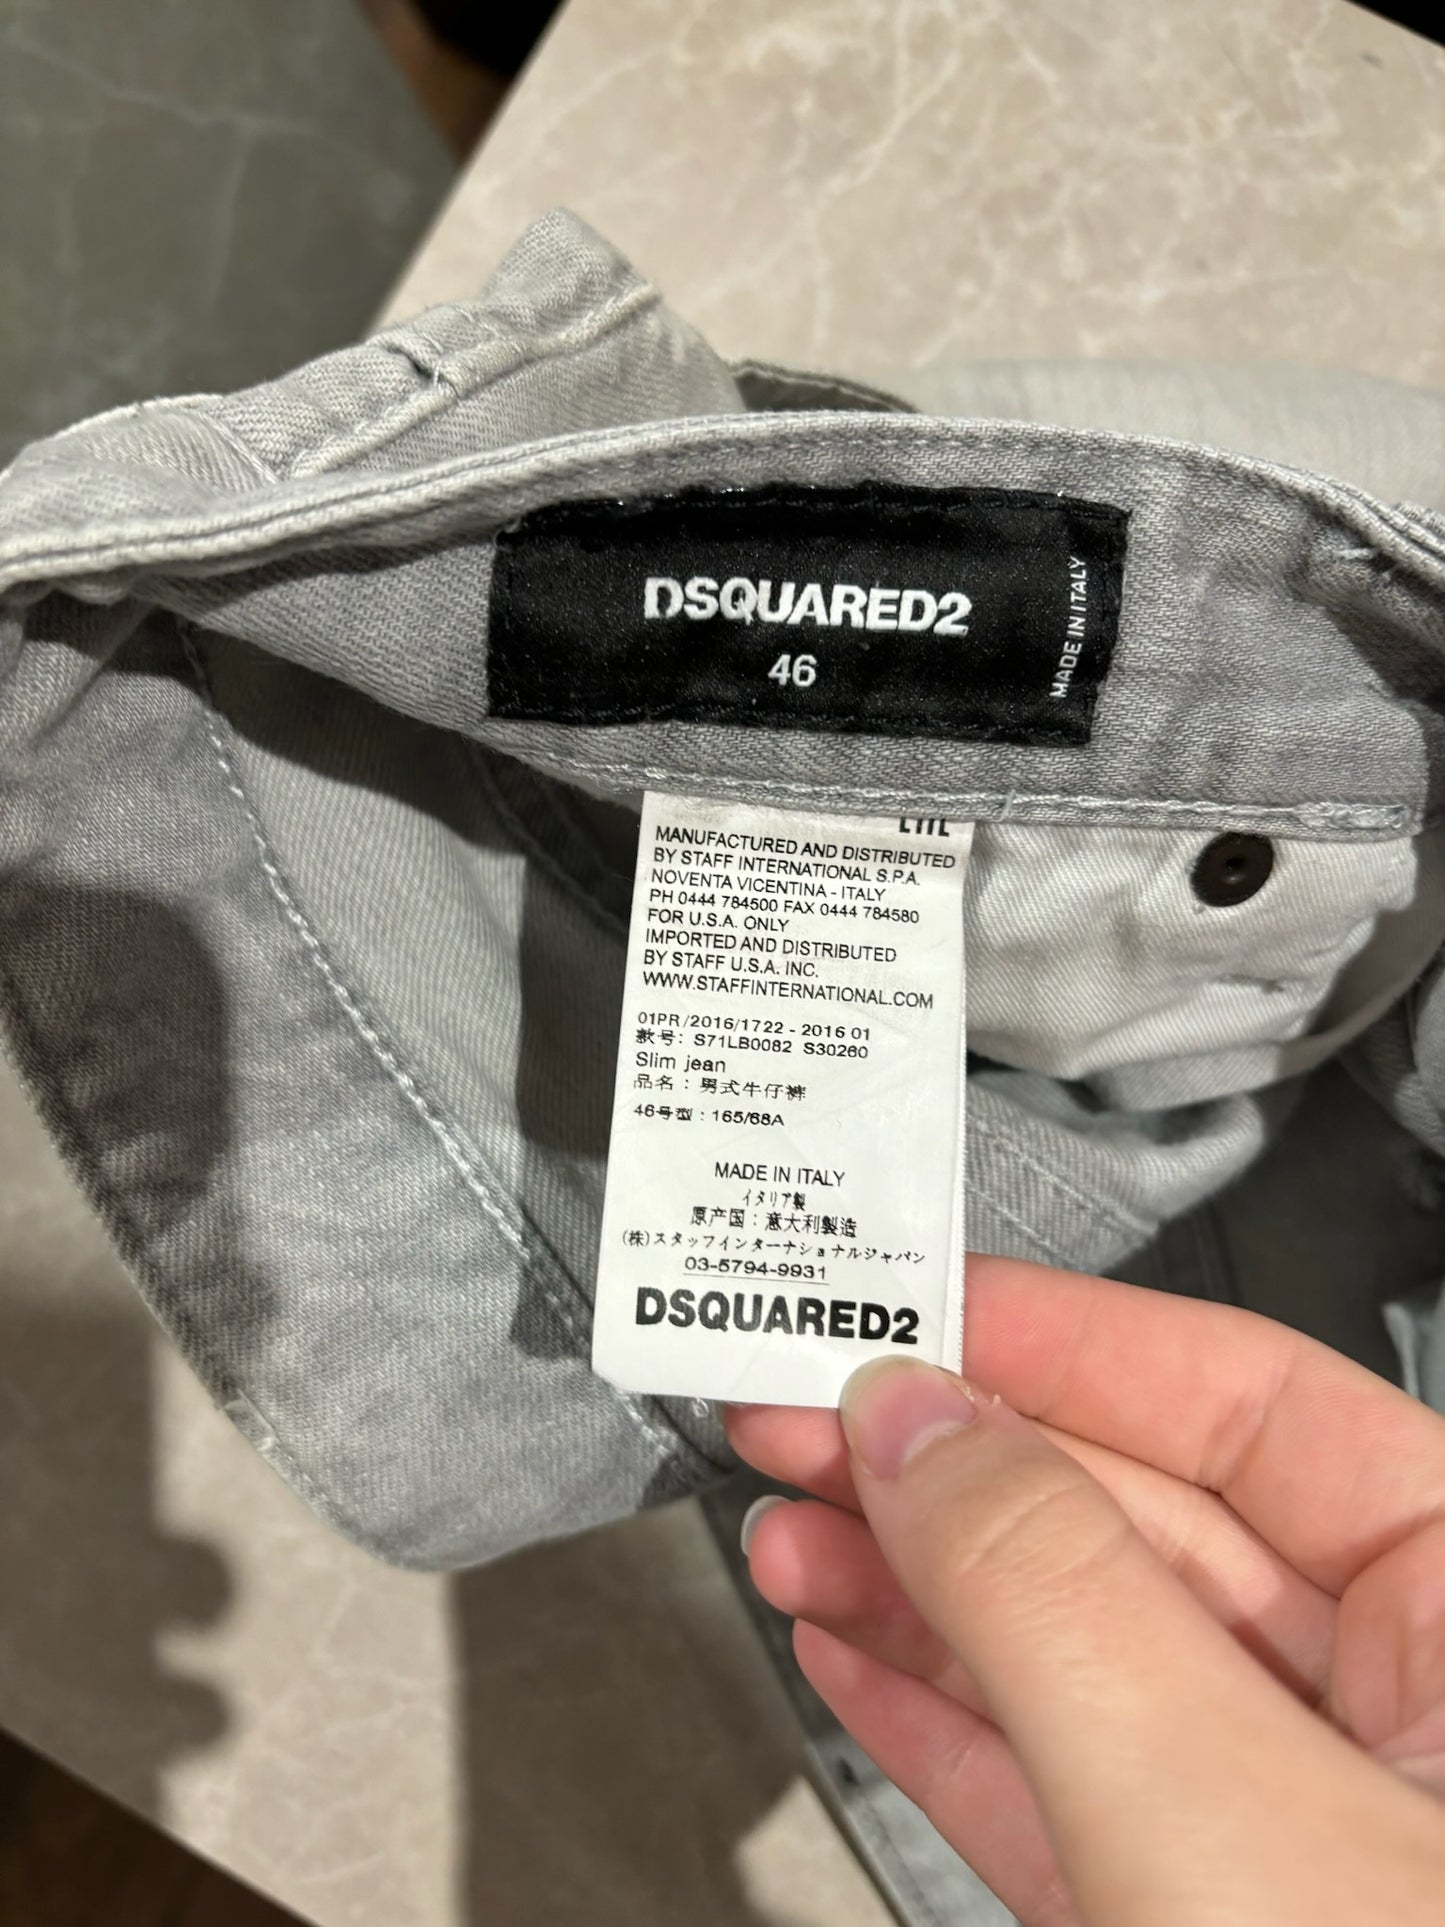 DSQUARED2
46
MADE IN ITALY
MANUFACTURED AND DISTRIBUTED
BY STAFF INTERNATIONAL S.P.A.
NOVENTA VICENTINA - ITALY
PH 0444 784500 FAX 0444 784580
FOR U.S.A. ONLY
IMPORTED AND DISTRIBUTED
BY STAFF U.S.A. INC.
WWW.STAFFINTERNATIONAL.COM
01PR/2016/1722 - 2016 01
款号: S71LB0082 S30260
Slim jean
品名：男式牛仔裤
46号型：165/68A
MADE IN ITALY
イタリア製
原产国：意大利製造
(株)スタッフインターナショナルジャパン
03-5794-9931
DSQUARED2